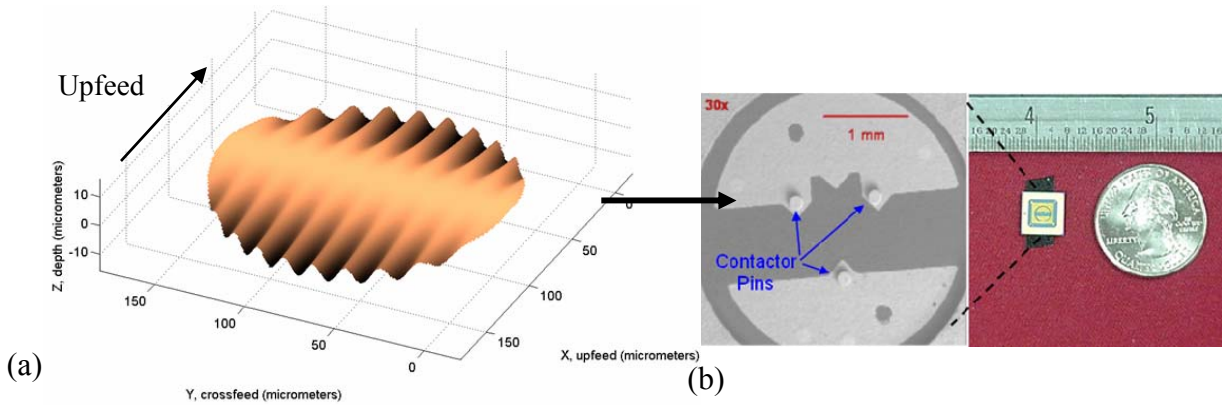 Upfeed
10
0
-10
Z, depth (micrometers)
150
100
50
0
Y, crossfeed (micrometers)
0
50
100
150
X, upfeed (micrometers)
(a)
30x
1 mm
Contactor
Pins
(b)
4
5
LIBERTY